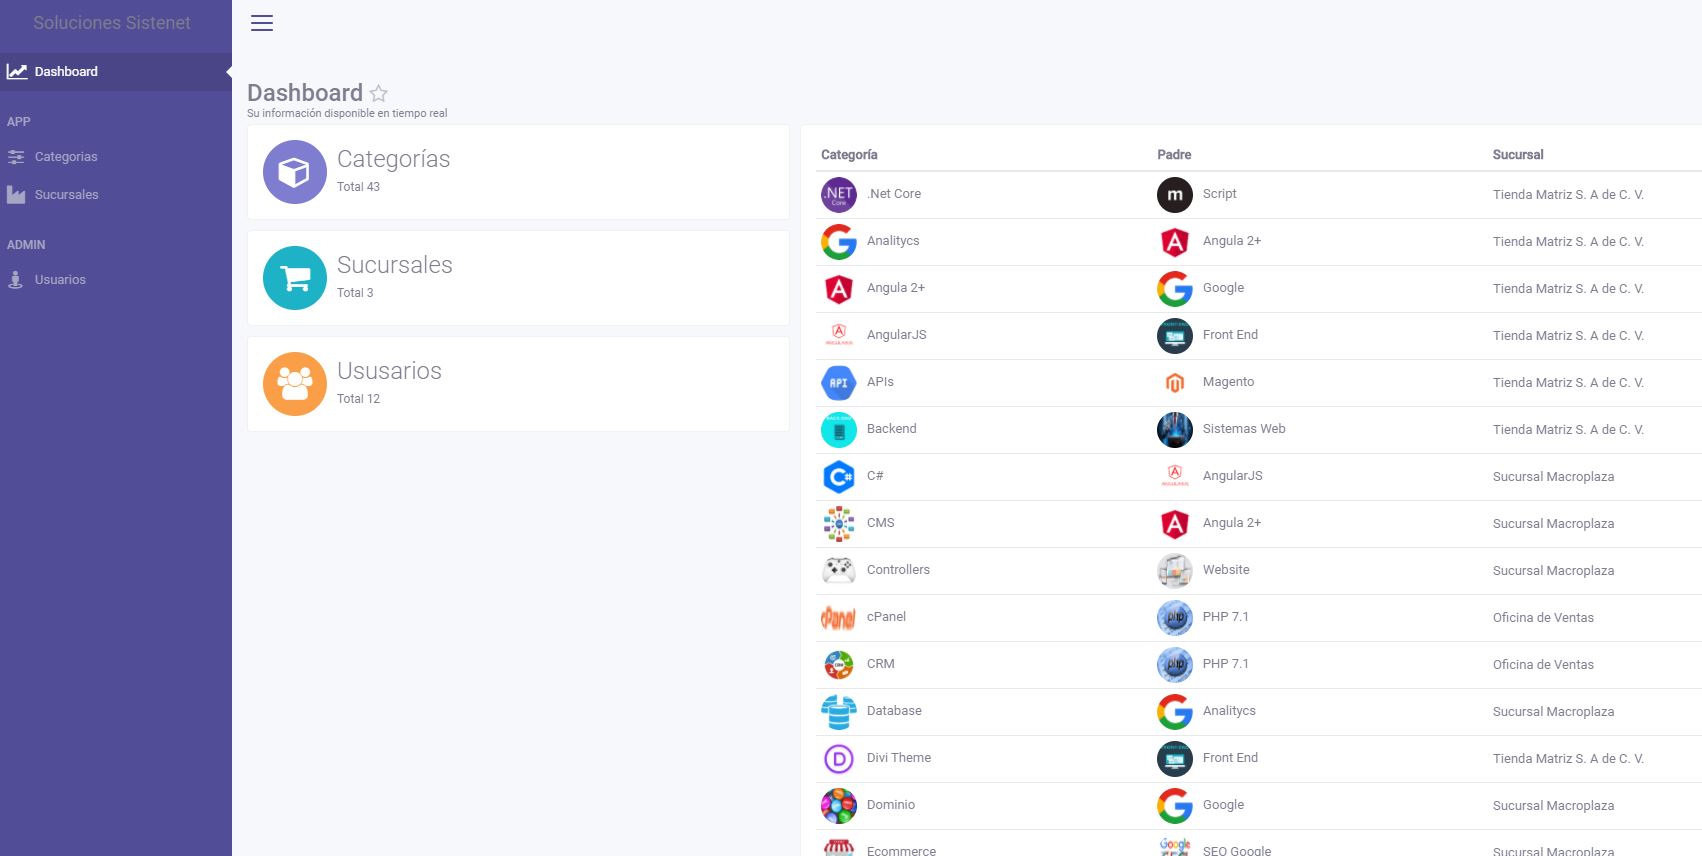 Soluciones Sistenet
Dashboard
APP
Categorias
Sucursales
ADMIN
Usuarios
Dashboard
Su información disponible en tiempo real
Categorías
Total 43
Sucursales
Total 3
Ususarios
Total 12
Categoría Padre Sucursal
.NET Core .Net Core m Script Tienda Matriz S. A de C. V.
Analitycs Angula 2+ Tienda Matriz S. A de C. V.
Angula 2+ Google Tienda Matriz S. A de C. V.
AngularJS Front End Tienda Matriz S. A de C. V.
API APIs Magento Tienda Matriz S. A de C. V.
Backend Sistemas Web Tienda Matriz S. A de C. V.
C# C# AngularJS Sucursal Macroplaza
CMS Angula 2+ Sucursal Macroplaza
Controllers Website Sucursal Macroplaza
cPanel cPanel php PHP 7.1 Oficina de Ventas
CRM php PHP 7.1 Oficina de Ventas
Database Analitycs Sucursal Macroplaza
D Divi Theme Front End Tienda Matriz S. A de C. V.
Dominio Google Sucursal Macroplaza
Ecommerce Google SEO Google Sucursal Macroplaza